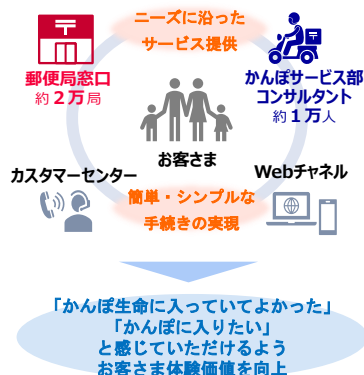 ニーズに沿った
サービス提供
郵便局窓口
約２万局
かんぽサービス部
コンサルタント
約１万人
お客さま
カスタマーセンター
Webチャネル
簡単・シンプルな
手続きの実現
「かんぽ生命に入っていてよかった」
「かんぽに入りたい」
と感じていただけるよう
お客さま体験価値を向上